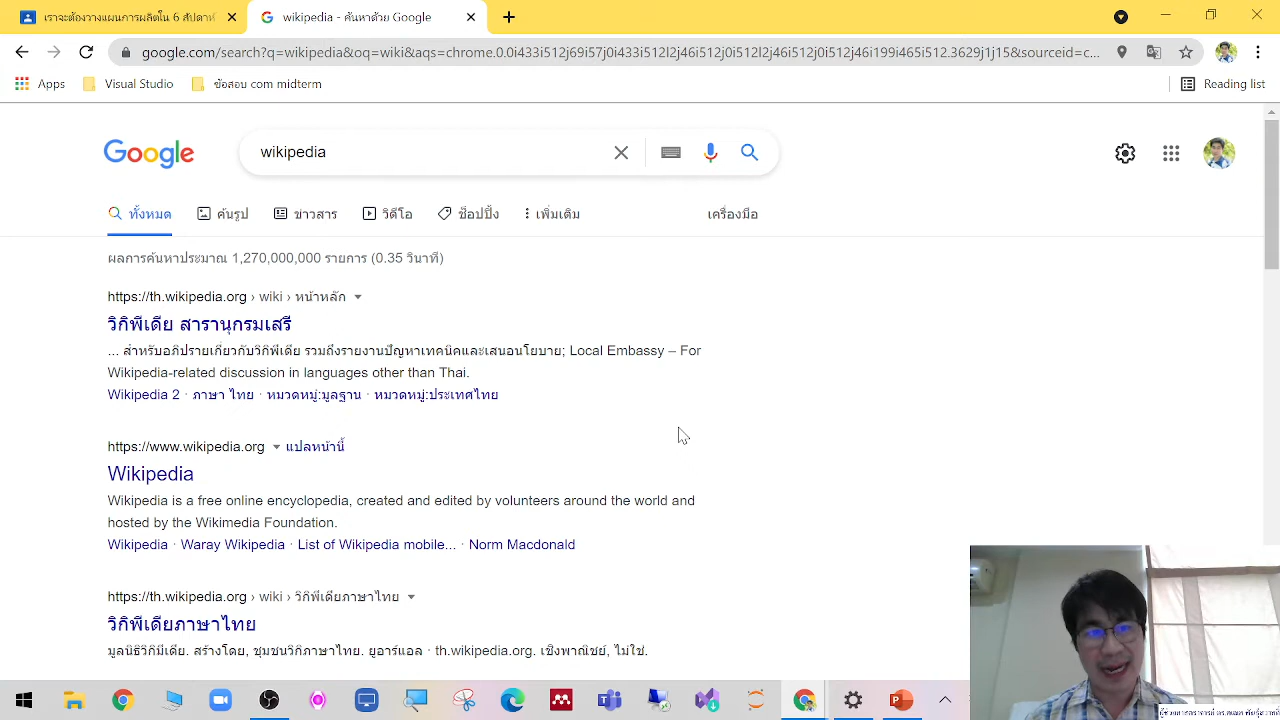 เราจะต้องวางแผนการผลิตใน 6 สัปดาห์
wikipedia - ค้นหาด้วย Google
google.com/search?q=wikipedia&oq=wiki&aqs=chrome.0.0i433i512j69i57j0i433i512l2j46i512j0i512l2j46i512j0i512j46i199i465i512.3629j1j15&sourceid=c...
Apps
Visual Studio
ข้อสอบ com midterm
Reading list
Google
wikipedia
ทั้งหมด
ค้นรูป
ข่าวสาร
วิดีโอ
ช็อปปิ้ง
เพิ่มเติม
เครื่องมือ
ผลการค้นหาประมาณ 1,270,000,000 รายการ (0.35 วินาที)
https://th.wikipedia.org › wiki › หน้าหลัก
วิกิพีเดีย สารานุกรมเสรี
... สำหรับอภิปรายเกี่ยวกับวิกิพีเดีย รวมถึงรายงานปัญหาเทคนิคและเสนอนโยบาย; Local Embassy – For
Wikipedia-related discussion in languages other than Thai.
Wikipedia 2 · ภาษา ไทย · หมวดหมู่:มูลฐาน · หมวดหมู่:ประเทศไทย
https://www.wikipedia.org แปลหน้านี้
Wikipedia
Wikipedia is a free online encyclopedia, created and edited by volunteers around the world and
hosted by the Wikimedia Foundation.
Wikipedia · Waray Wikipedia · List of Wikipedia mobile... · Norm Macdonald
https://th.wikipedia.org › wiki › วิกิพีเดียภาษาไทย
วิกิพีเดียภาษาไทย
มูลนิธิวิกิมีเดีย. สร้างโดย, ชุมชนวิกิภาษาไทย. ยูอาร์แอล · th.wikipedia.org. เชิงพาณิชย์, ไม่ใช่.